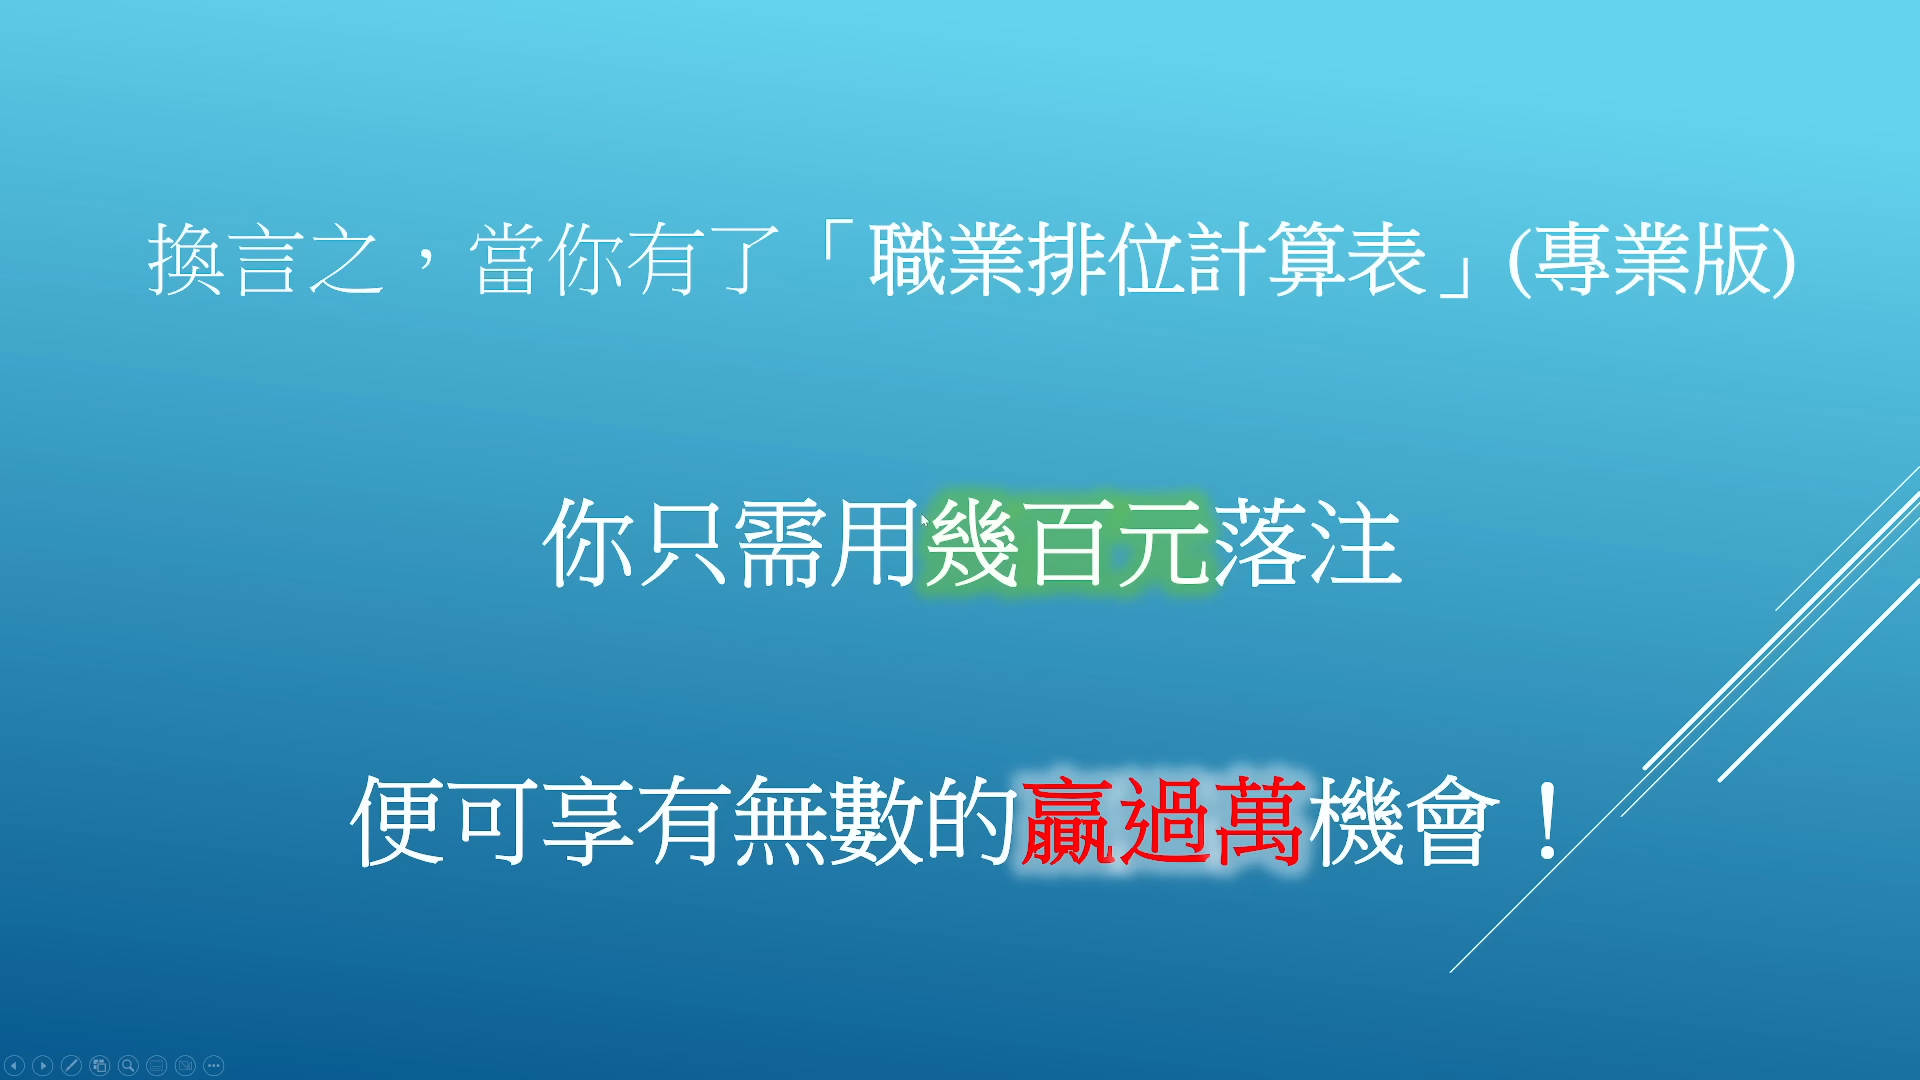 換言之，當你有了「職業排位計算表」(專業版)
你只需用幾百元落注
便可享有無數的贏過萬機會！